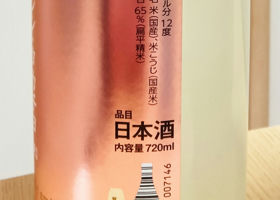 ル分 12度
米(国産)、米こうじ(国産米)
65%(扁平精米)
品目
日本酒
内容量 720ml
007146